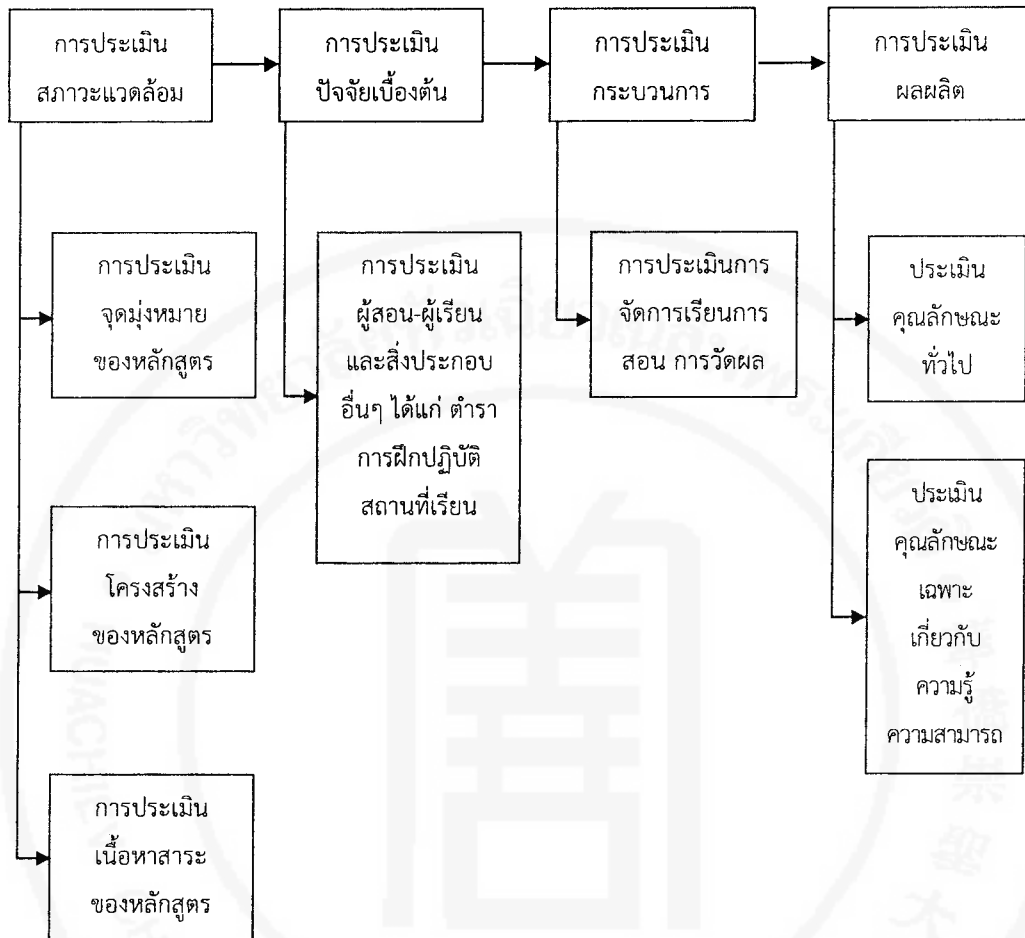 การประเมิน
สภาวะแวดล้อม
การประเมิน
ปัจจัยเบื้องต้น
การประเมิน
กระบวนการ
การประเมิน
ผลผลิต
การประเมิน
จุดมุ่งหมาย
ของหลักสูตร
การประเมิน
โครงสร้าง
ของหลักสูตร
การประเมิน
เนื้อหาสาระ
ของหลักสูตร
การประเมิน
ผู้สอน-ผู้เรียน
และสิ่งประกอบ
อื่นๆ ได้แก่ ตำรา
การฝึกปฏิบัติ
สถานที่เรียน
การประเมินการ
จัดการเรียนการ
สอน การวัดผล
ประเมิน
คุณลักษณะ
ทั่วไป
ประเมิน
คุณลักษณะ
เฉพาะ
เกี่ยวกับ
ความรู้
ความสามารถ